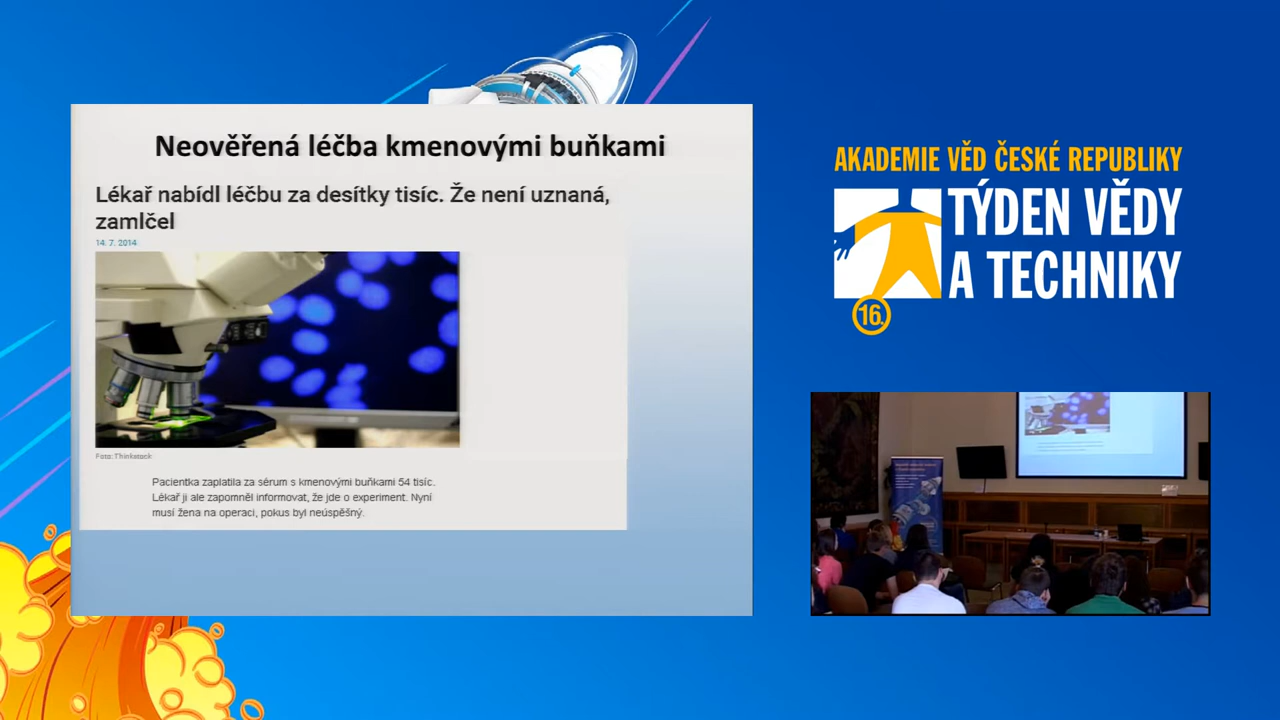 Neověřená léčba kmenovými buňkami
Lékař nabídl léčbu za desítky tisíc. Že není uznaná,
zamlčel
14. 7. 2014
Foto: Thinkstock
Pacientka zaplatila za sérum s kmenovými buňkami 54 tisíc.
Lékař ji ale zapomněl informovat, že jde o experiment. Nyní
musí žena na operaci, pokus byl neúspěšný.
AKADEMIE VĚD ČESKÉ REPUBLIKY
TÝDEN VĚDY
A TECHNIKY
16.